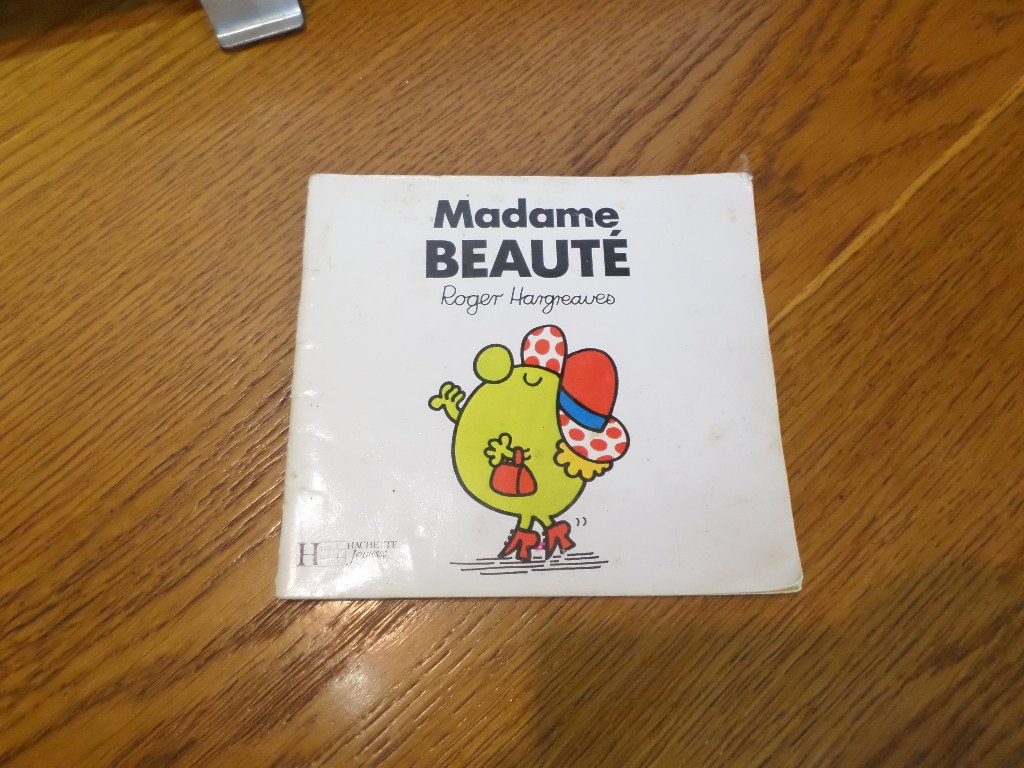 Madame
BEAUTÉ
Roger Hargreaves
H HACHETTE
Jeunesse